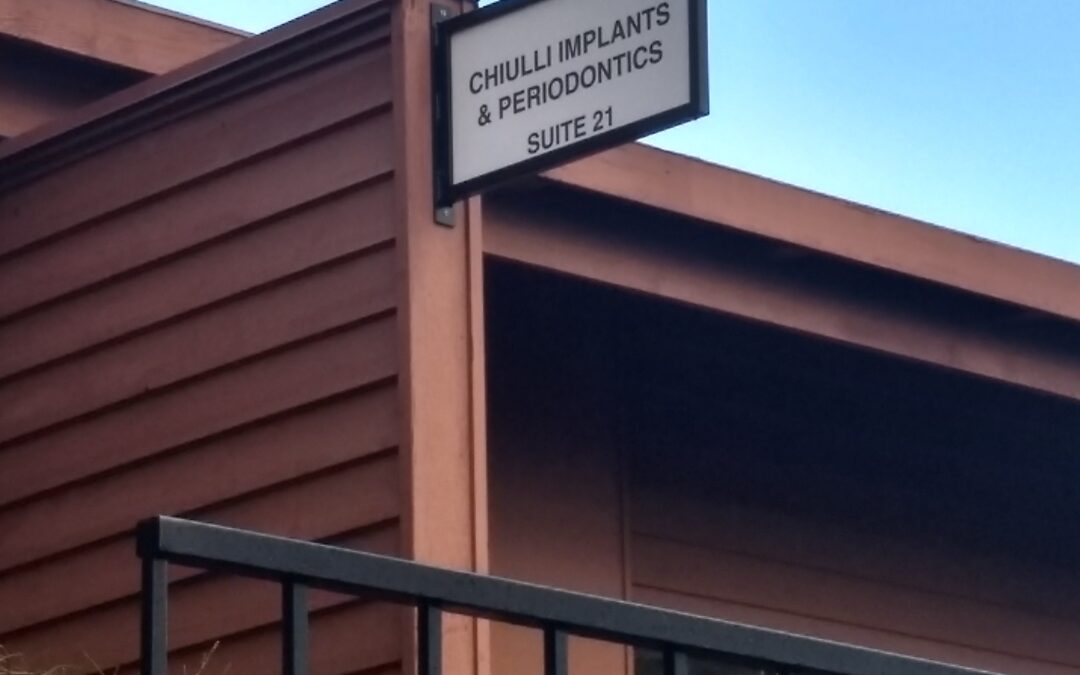 CHIULLI IMPLANTS
& PERIODONTICS
SUITE 21